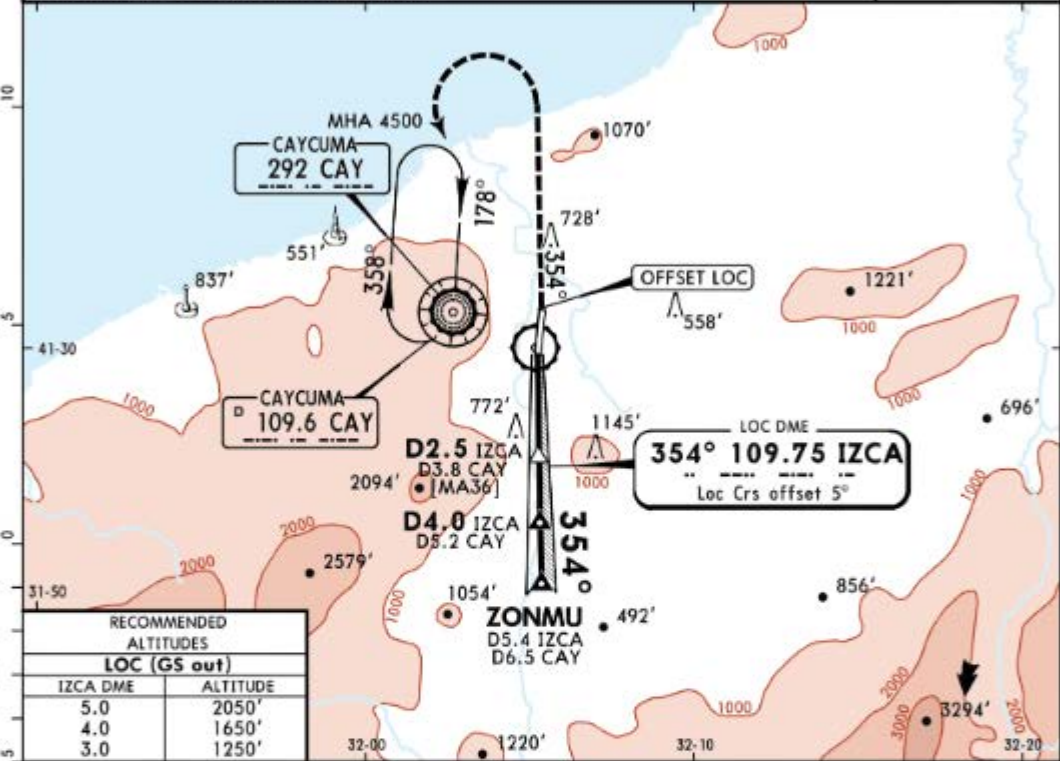 1000
10
MHA 4500
1070'
CAYCUMA
292 CAY
178°
728'
551'
358°
354°
OFFSET LOC
837'
1221'
558'
1000
5
41-30
1000
CAYCUMA
D 109.6 CAY
772'
1145'
1000
696'
LOC DME
354° 109.75 IZCA
Loc Crs offset 5°
D2.5 IZCA
D3.8 CAY
[MA36]
2094'
1000
1000
D4.0 IZCA
D5.2 CAY
354°
0
2000
2000
2579'
31-50
1054'
1000
856'
ZONMU
D5.4 IZCA
D6.5 CAY
492'
RECOMMENDED
ALTITUDES
LOC (GS out)
IZCA DME ALTITUDE
5.0 2050'
4.0 1650'
3.0 1250'
2000
1000
3000
3294'
2000
5
32-00
1220'
32-10
32-20